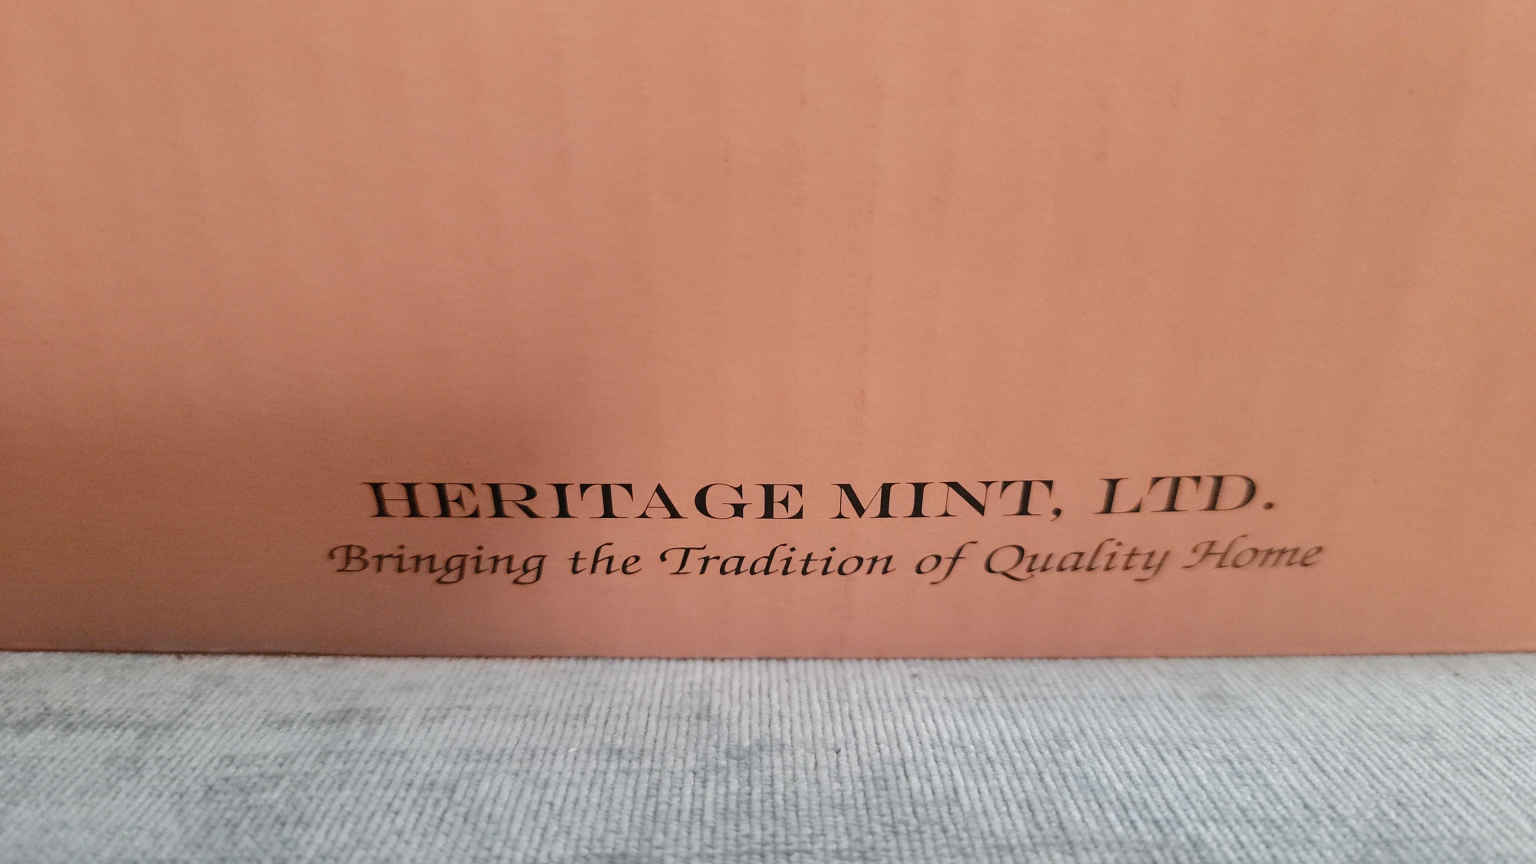 HERITAGE MINT, LTD.
Bringing the Tradition of Quality Home